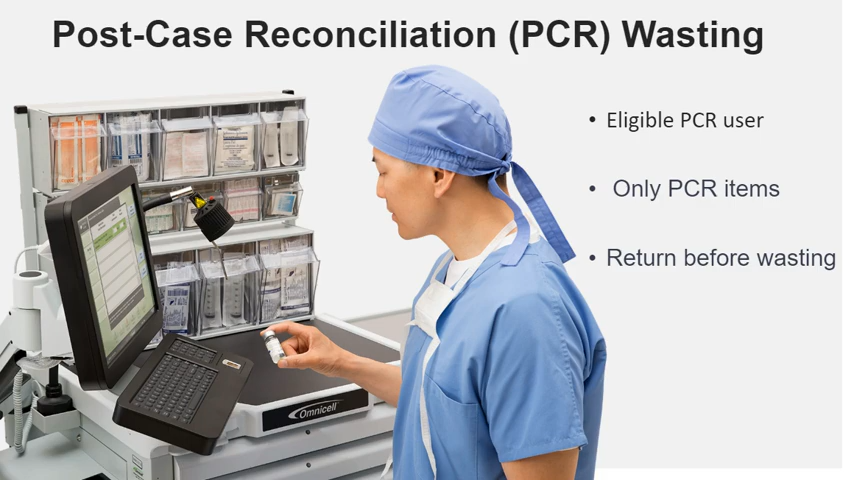 Post-Case Reconciliation (PCR) Wasting
• Eligible PCR user
• Only PCR items
• Return before wasting
Omnicell